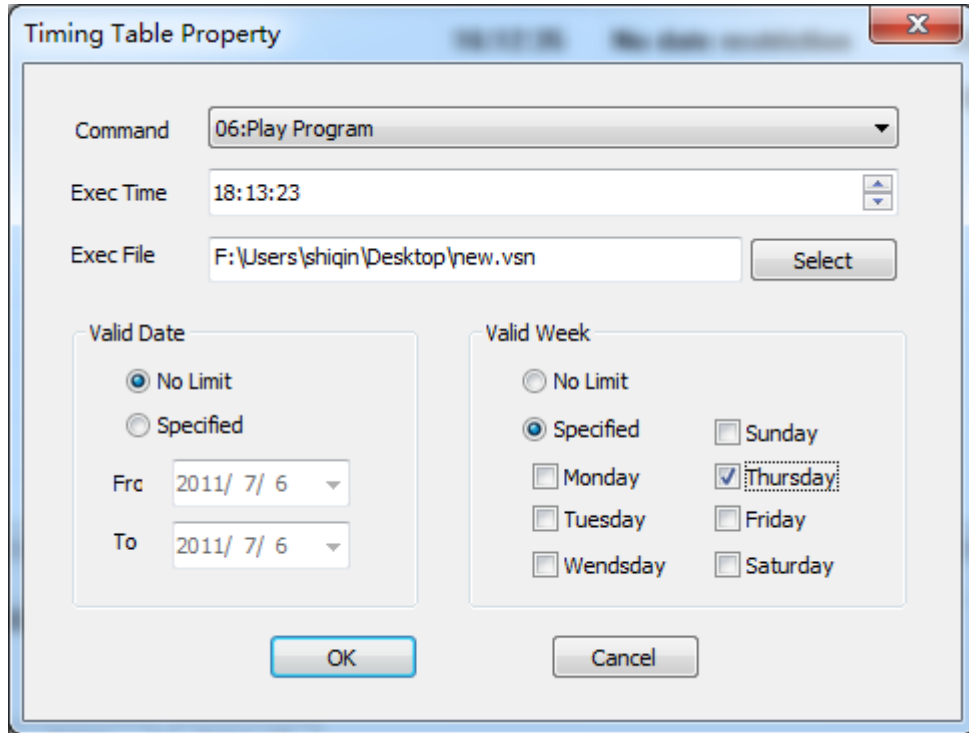 Timing Table Property
Command 06:Play Program
Exec Time 18:13:23
Exec File F:\Users\shiqin\Desktop\new.vsn Select
Valid Date
No Limit
Specified
Frc 2011/ 7/ 6
To 2011/ 7/ 6
Valid Week
No Limit
Specified Sunday
Monday Thursday
Tuesday Friday
Wendsday Saturday
OK Cancel